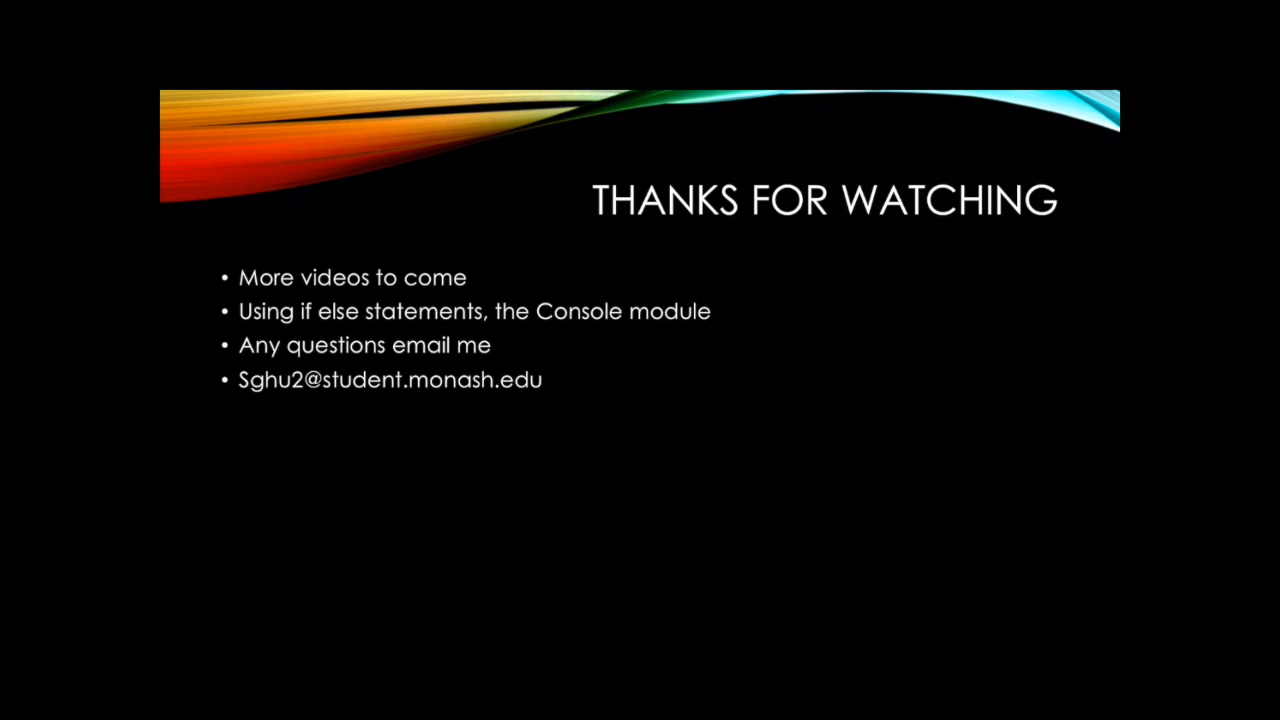 THANKS FOR WATCHING
• More videos to come
• Using if else statements, the Console module
• Any questions email me
• Sghu2@student.monash.edu